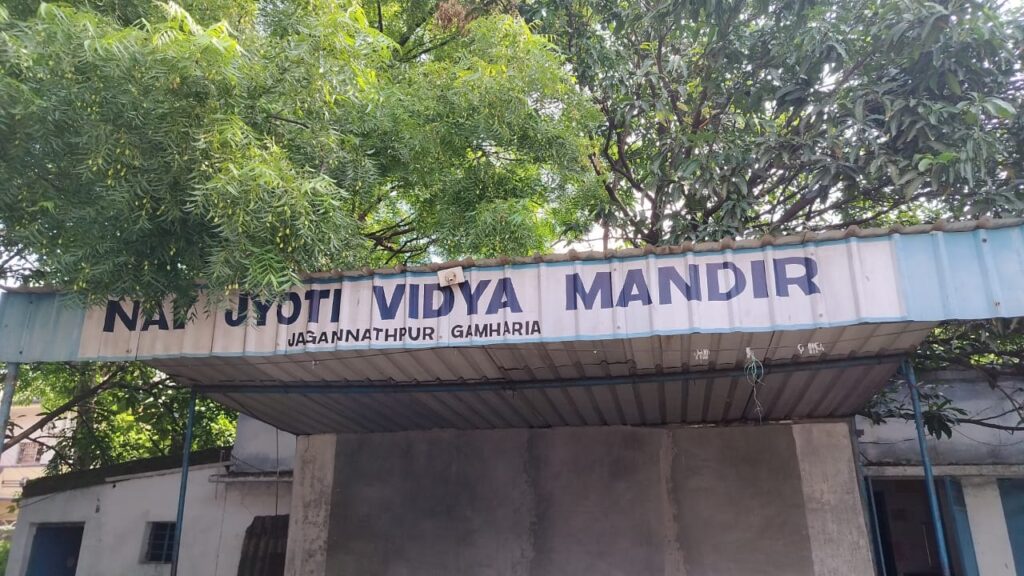 JYOTI VIDYA MANDIR
JAGANNATHPUR GAMHARIA